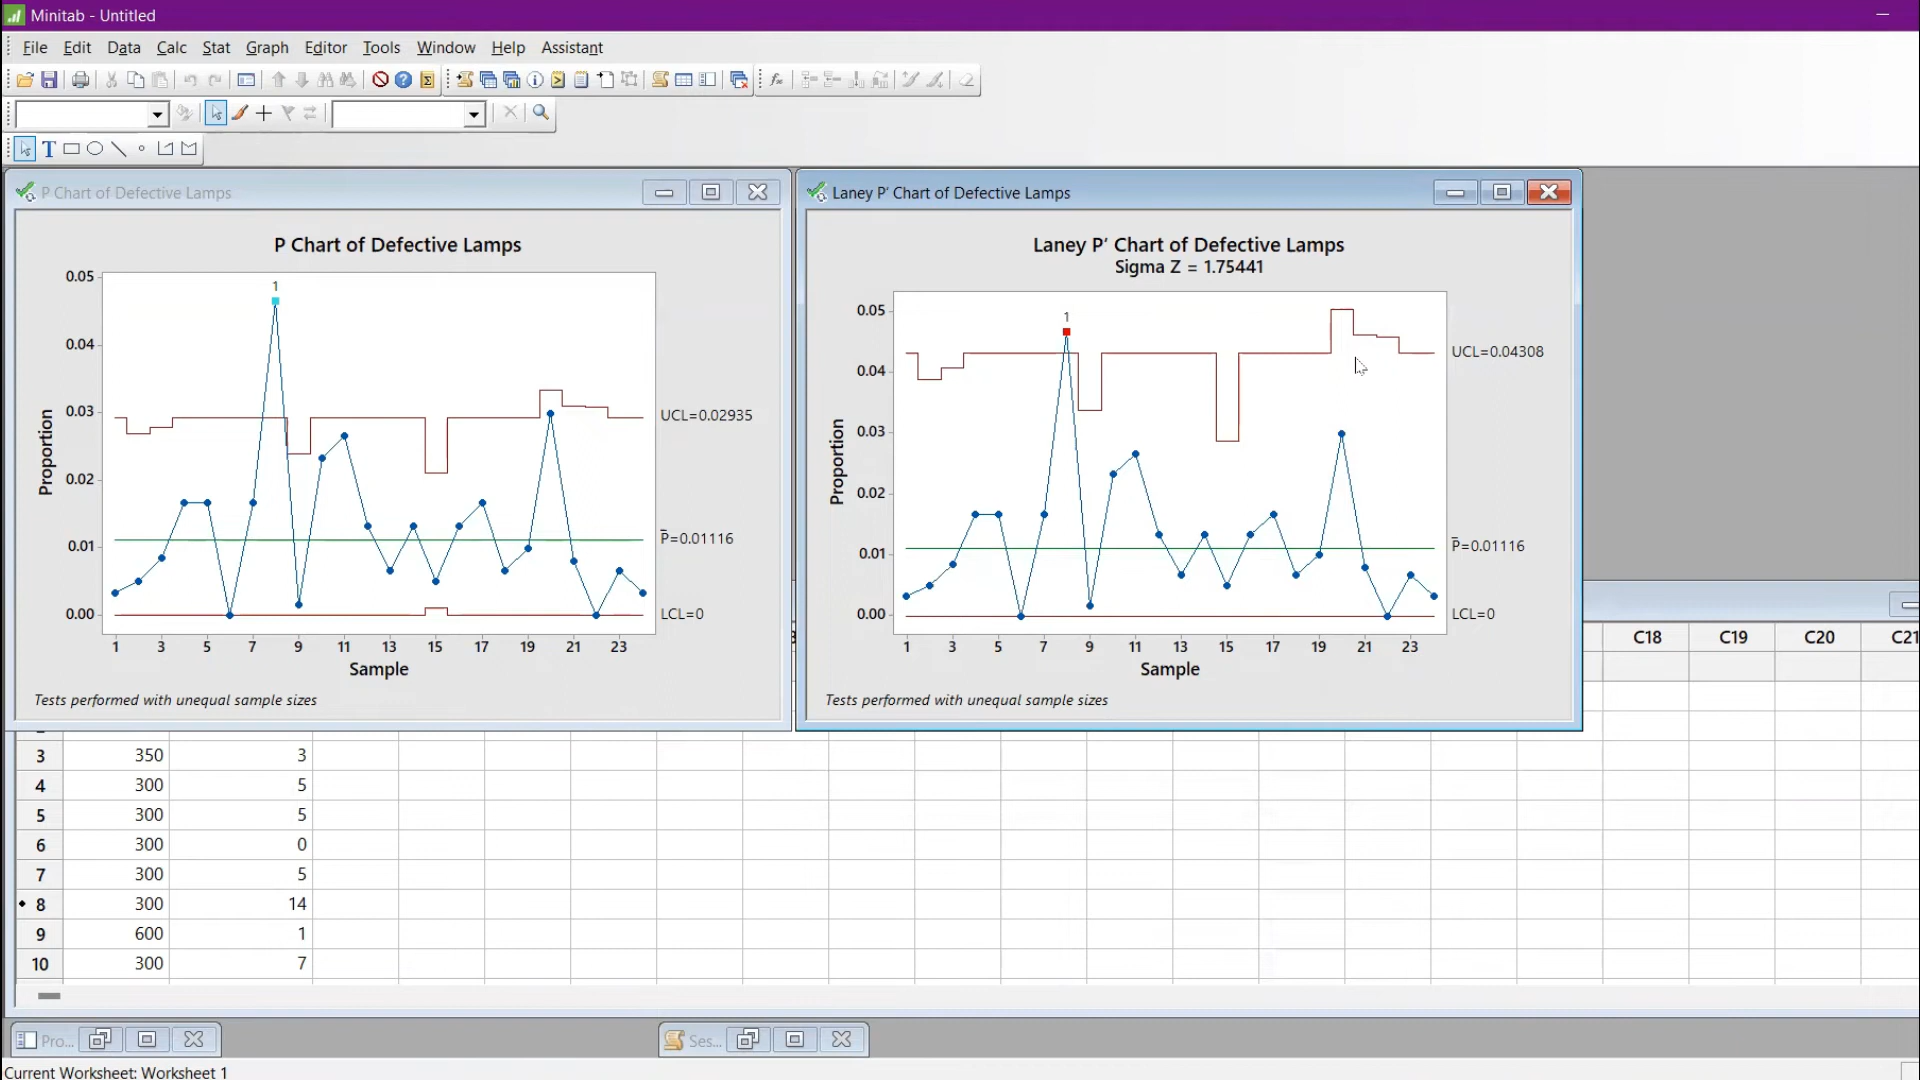 Minitab - Untitled
File Edit Data Calc Stat Graph Editor Tools Window Help Assistant
P Chart of Defective Lamps
P Chart of Defective Lamps
0.05
0.04
0.03
0.02
0.01
0.00
Proportion
1
UCL=0.02935
P̅=0.01116
LCL=0
1 3 5 7 9 11 13 15 17 19 21 23
Sample
Tests performed with unequal sample sizes
Laney P’ Chart of Defective Lamps
Laney P’ Chart of Defective Lamps
Sigma Z = 1.75441
0.05
0.04
0.03
0.02
0.01
0.00
Proportion
1
UCL=0.04308
P̅=0.01116
LCL=0
1 3 5 7 9 11 13 15 17 19 21 23
Sample
Tests performed with unequal sample sizes
C18 C19 C20 C21
3 350 3
4 300 5
5 300 5
6 300 0
7 300 5
8 300 14
9 600 1
10 300 7
Pro... Ses...
Current Worksheet: Worksheet 1